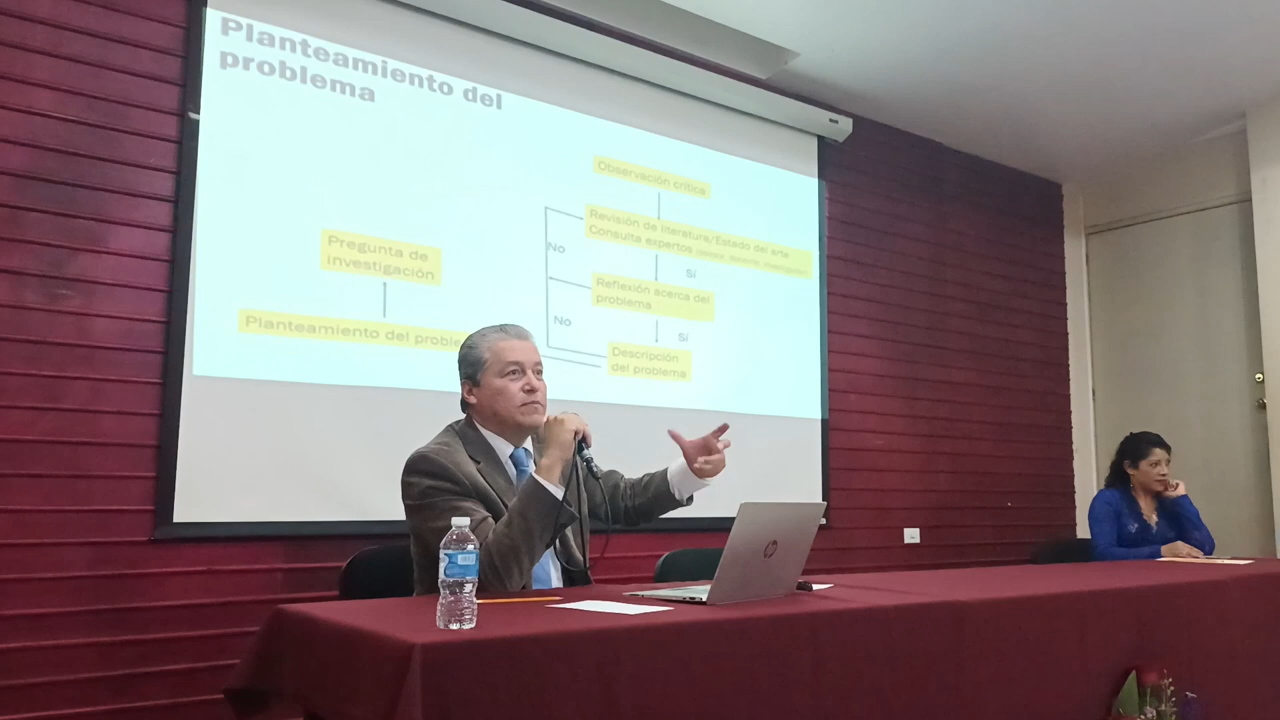 Planteamiento del
problema
Observación crítica
Revisión de literatura/Estado del arte
Consulta expertos
No
Sí
Pregunta de
investigación
Reflexión acerca del
problema
No
Sí
Planteamiento del
Descripción
del problema
hp